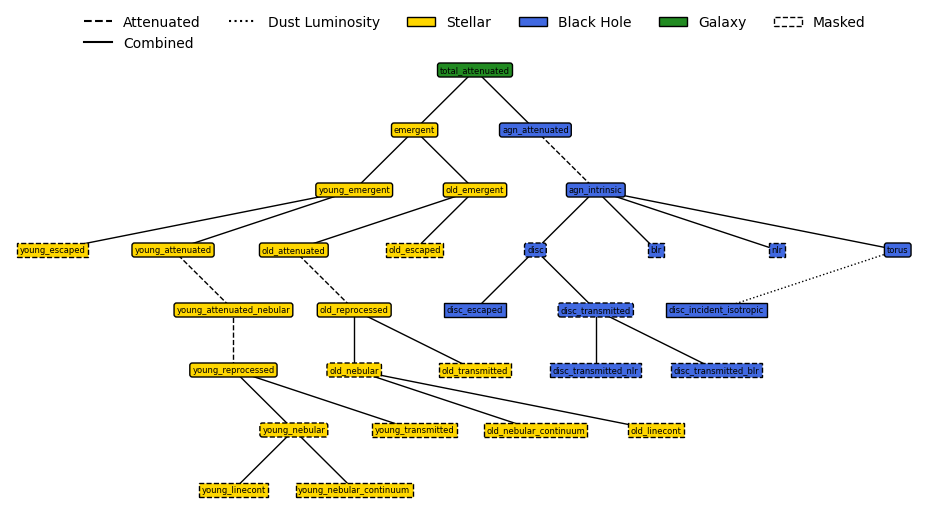 Attenuated Dust Luminosity Stellar Black Hole Galaxy Masked
Combined
total_attenuated
emergent agn_attenuated
young_emergent old_emergent agn_intrinsic
young_escaped young_attenuated old_attenuated old_escaped disc blr nlr torus
young_attenuated_nebular old_reprocessed disc_escaped disc_transmitted disc_incident_isotropic
young_reprocessed old_nebular old_transmitted disc_transmitted_nlr disc_transmitted_blr
young_nebular young_transmitted old_nebular_continuum old_linecont
young_linecont young_nebular_continuum